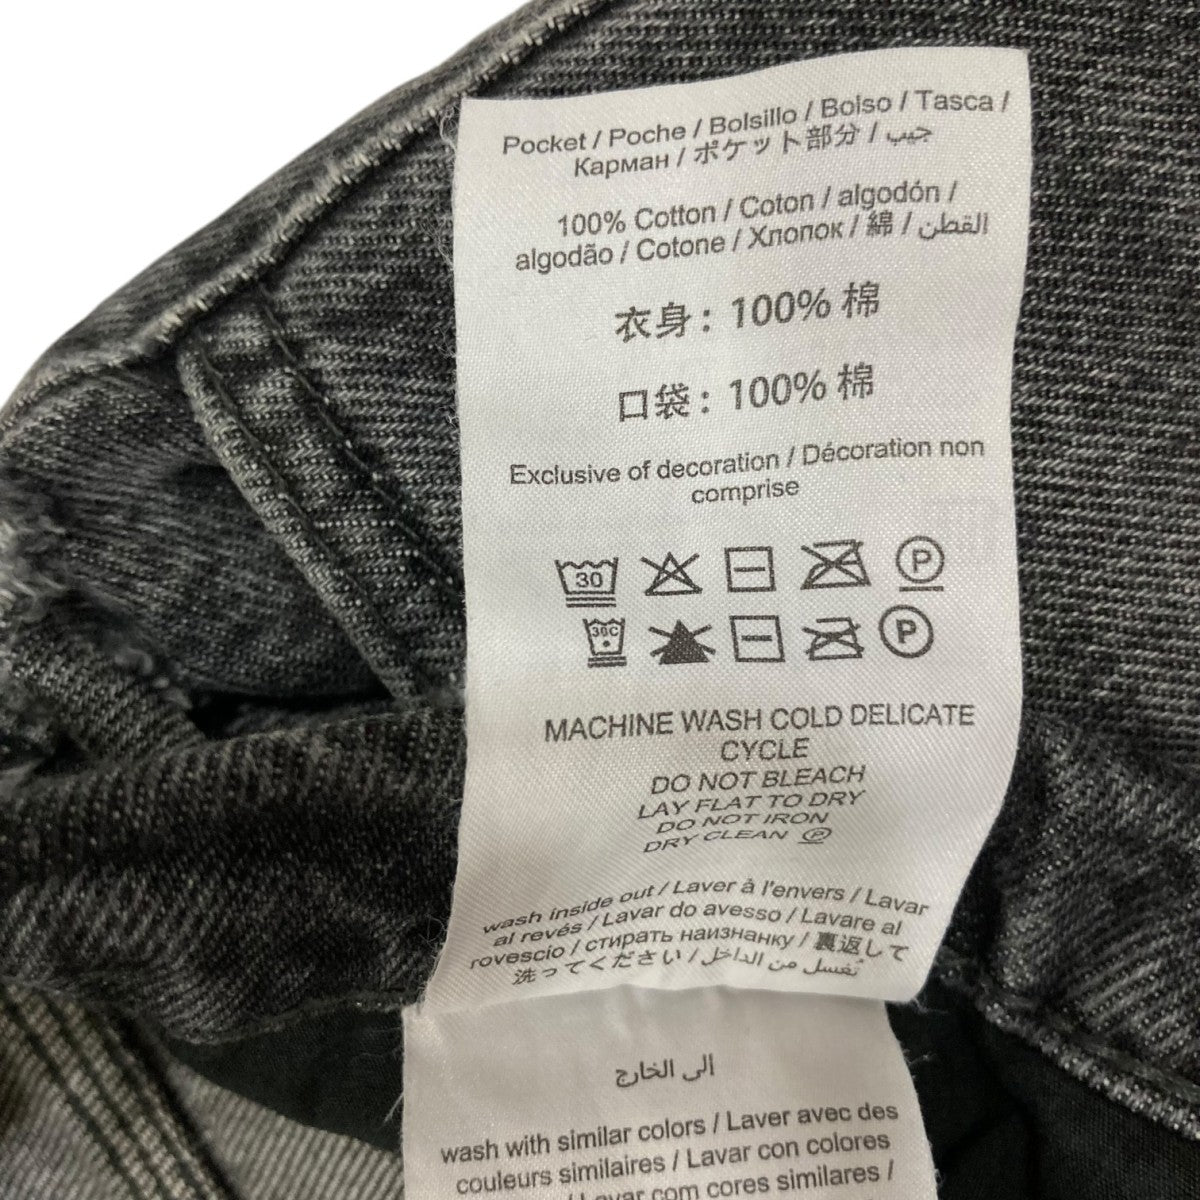 Pocket / Poche / Bolsillo / Bolso / Tasca /
Карман / ポケット部分 / جيب
100% Cotton / Coton / algodón /
algodão / Cotone / Хлопок / 綿 / القطن
衣身: 100% 棉
口袋: 100% 棉
Exclusive of decoration / Décoration non
comprise
30 P
30C P
MACHINE WASH COLD DELICATE
CYCLE
DO NOT BLEACH
LAY FLAT TO DRY
DO NOT IRON
DRY CLEAN Ⓟ
wash inside out / Laver à l'envers / Lavar
al revés / Lavar do avesso / Lavare al
rovescio / стирать наизнанку / 裏返して
洗ってください / تُغسل من الداخل
إلى الخارج
wash with similar colors / Laver avec des
couleurs similaires / Lavar con colores
/ Lavar com cores similares /